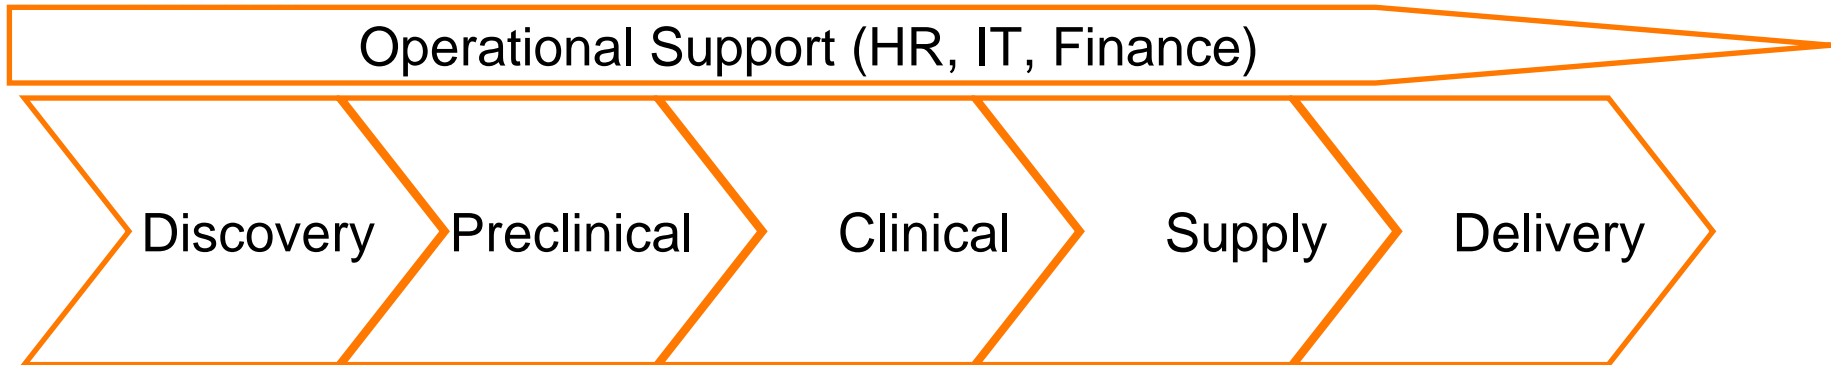 Operational Support (HR, IT, Finance)
Discovery
Preclinical
Clinical
Supply
Delivery